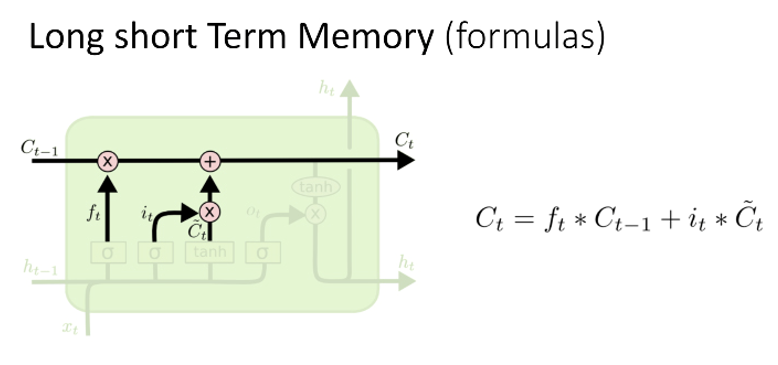 Long short Term Memory (formulas)
h_t
C_{t-1} x + C_t
tanh
f_t i_t x o_t x
C̃_t
σ σ tanh σ
h_{t-1} h_t
x_t
C_t = f_t * C_{t-1} + i_t * C̃_t